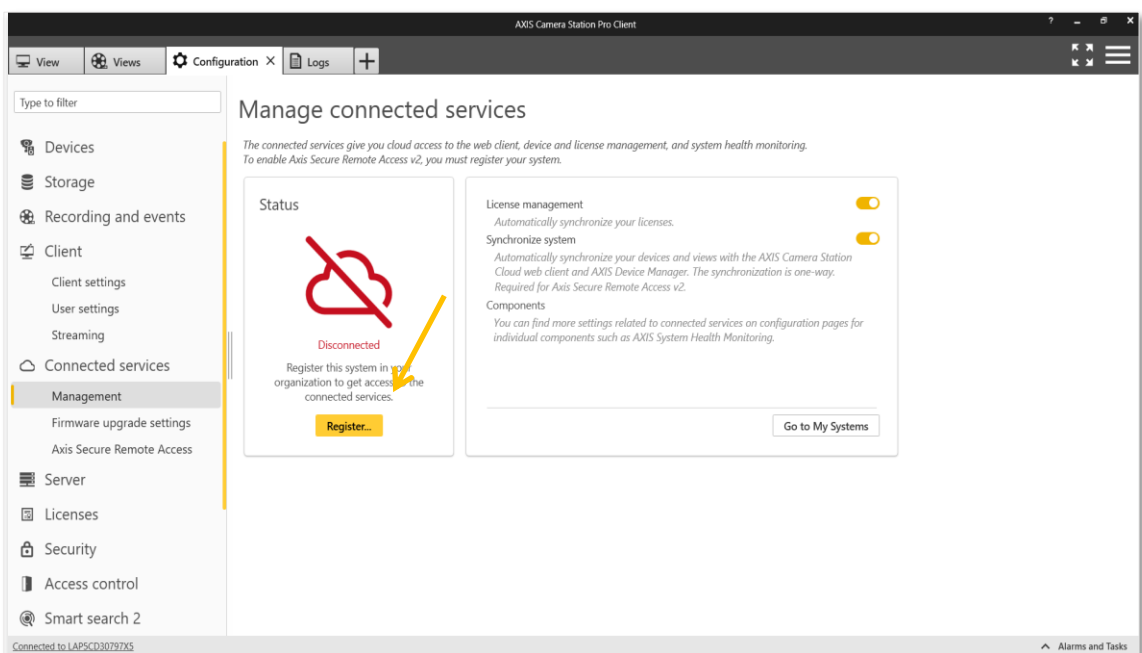 AXIS Camera Station Pro Client
?
View
Views
Configuration
Logs
Type to filter
Devices
Storage
Recording and events
Client
Client settings
User settings
Streaming
Connected services
Management
Firmware upgrade settings
Axis Secure Remote Access
Server
Licenses
Security
Access control
Smart search 2
Manage connected services
The connected services give you cloud access to the web client, device and license management, and system health monitoring.
To enable Axis Secure Remote Access v2, you must register your system.
Status
Disconnected
Register this system in your
organization to get access to the
connected services.
Register...
License management
Automatically synchronize your licenses.
Synchronize system
Automatically synchronize your devices and views with the AXIS Camera Station
Cloud web client and AXIS Device Manager. The synchronization is one-way.
Required for Axis Secure Remote Access v2.
Components
You can find more settings related to connected services on configuration pages for
individual components such as AXIS System Health Monitoring.
Go to My Systems
Connected to LAP5CD30797X5
Alarms and Tasks